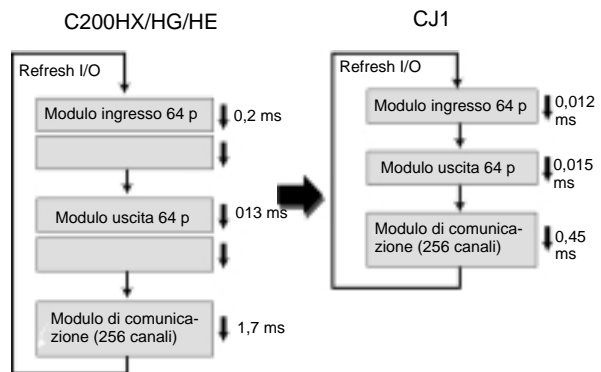 C200HX/HG/HE
Refresh I/O
Modulo ingresso 64 p
0,2 ms
Modulo uscita 64 p
013 ms
Modulo di comunica-
zione (256 canali)
1,7 ms
CJ1
Refresh I/O
Modulo ingresso 64 p
0,012
ms
Modulo uscita 64 p
0,015
ms
Modulo di comunica-
zione (256 canali)
0,45
ms